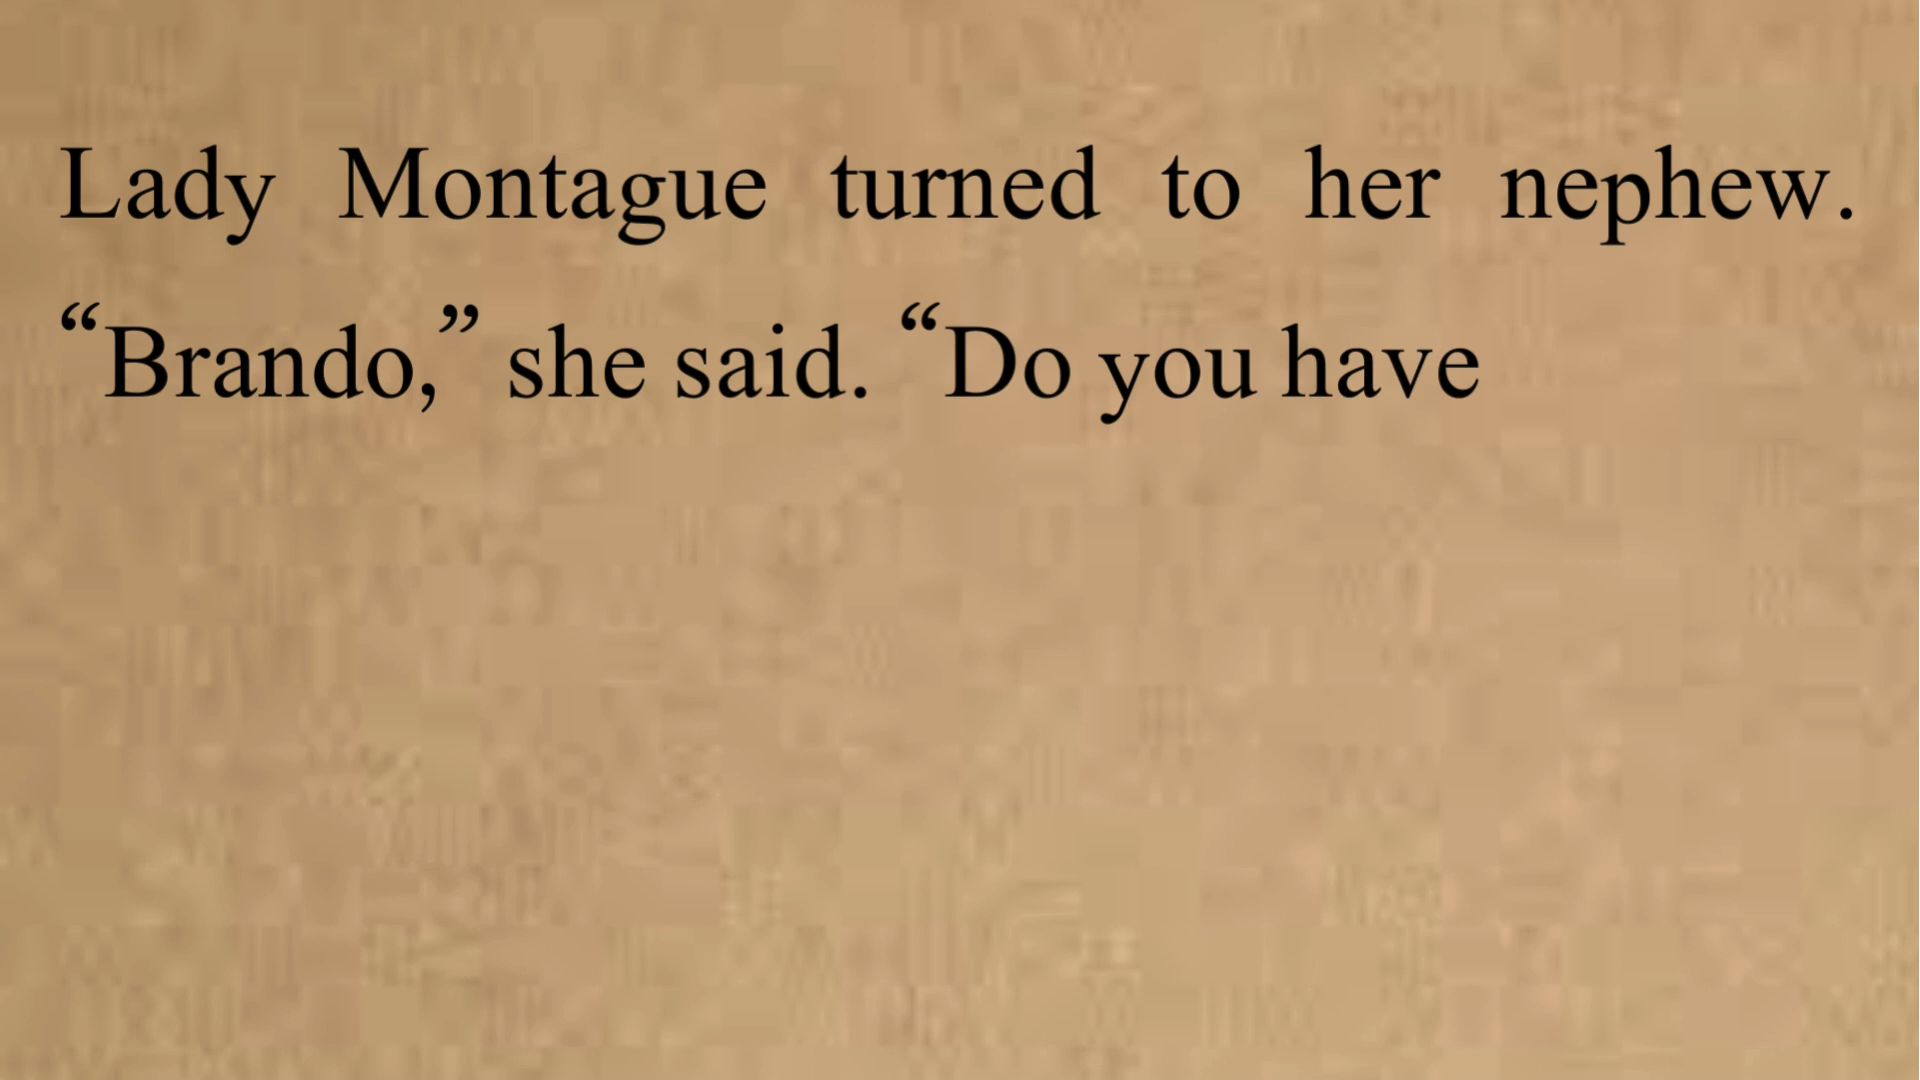 Lady Montague turned to her nephew.
“Brando,” she said. “Do you have